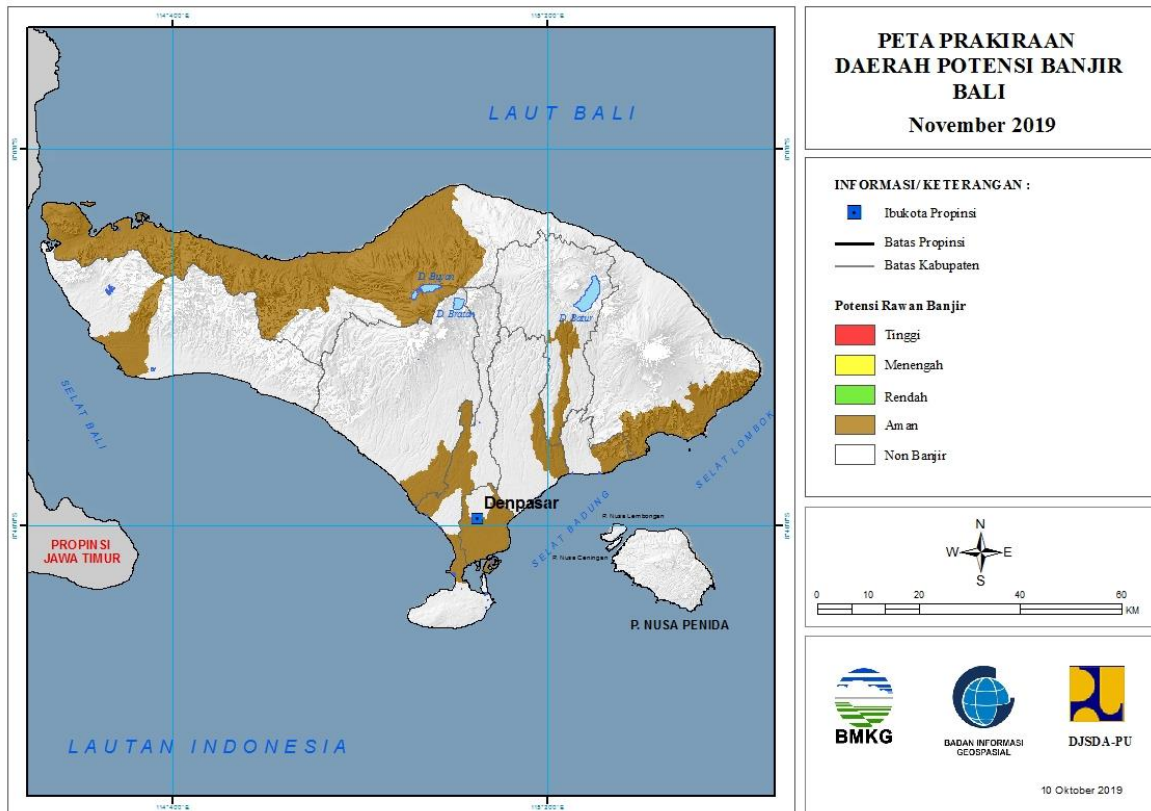 PETA PRAKIRAAN
DAERAH POTENSI BANJIR
BALI
November 2019
INFORMASI/ KETERANGAN :
Ibukota Propinsi
Batas Propinsi
Batas Kabupaten
Potensi Rawan Banjir
Tinggi
Menengah
Rendah
Aman
Non Banjir
N
W E
S
0 10 20 40 60
KM
BMKG
BADAN INFORMASI
GEOSPASIAL
DJSDA-PU
10 Oktober 2019
LAUT BALI
D. Buyan
D. Bratan
D. Batur
SELAT BALI
SELAT LOMBOK
Denpasar
SELAT BADUNG
P. Nusa Lembongan
P. Nusa Ceningan
PROPINSI
JAWA TIMUR
P. NUSA PENIDA
LAUTAN INDONESIA